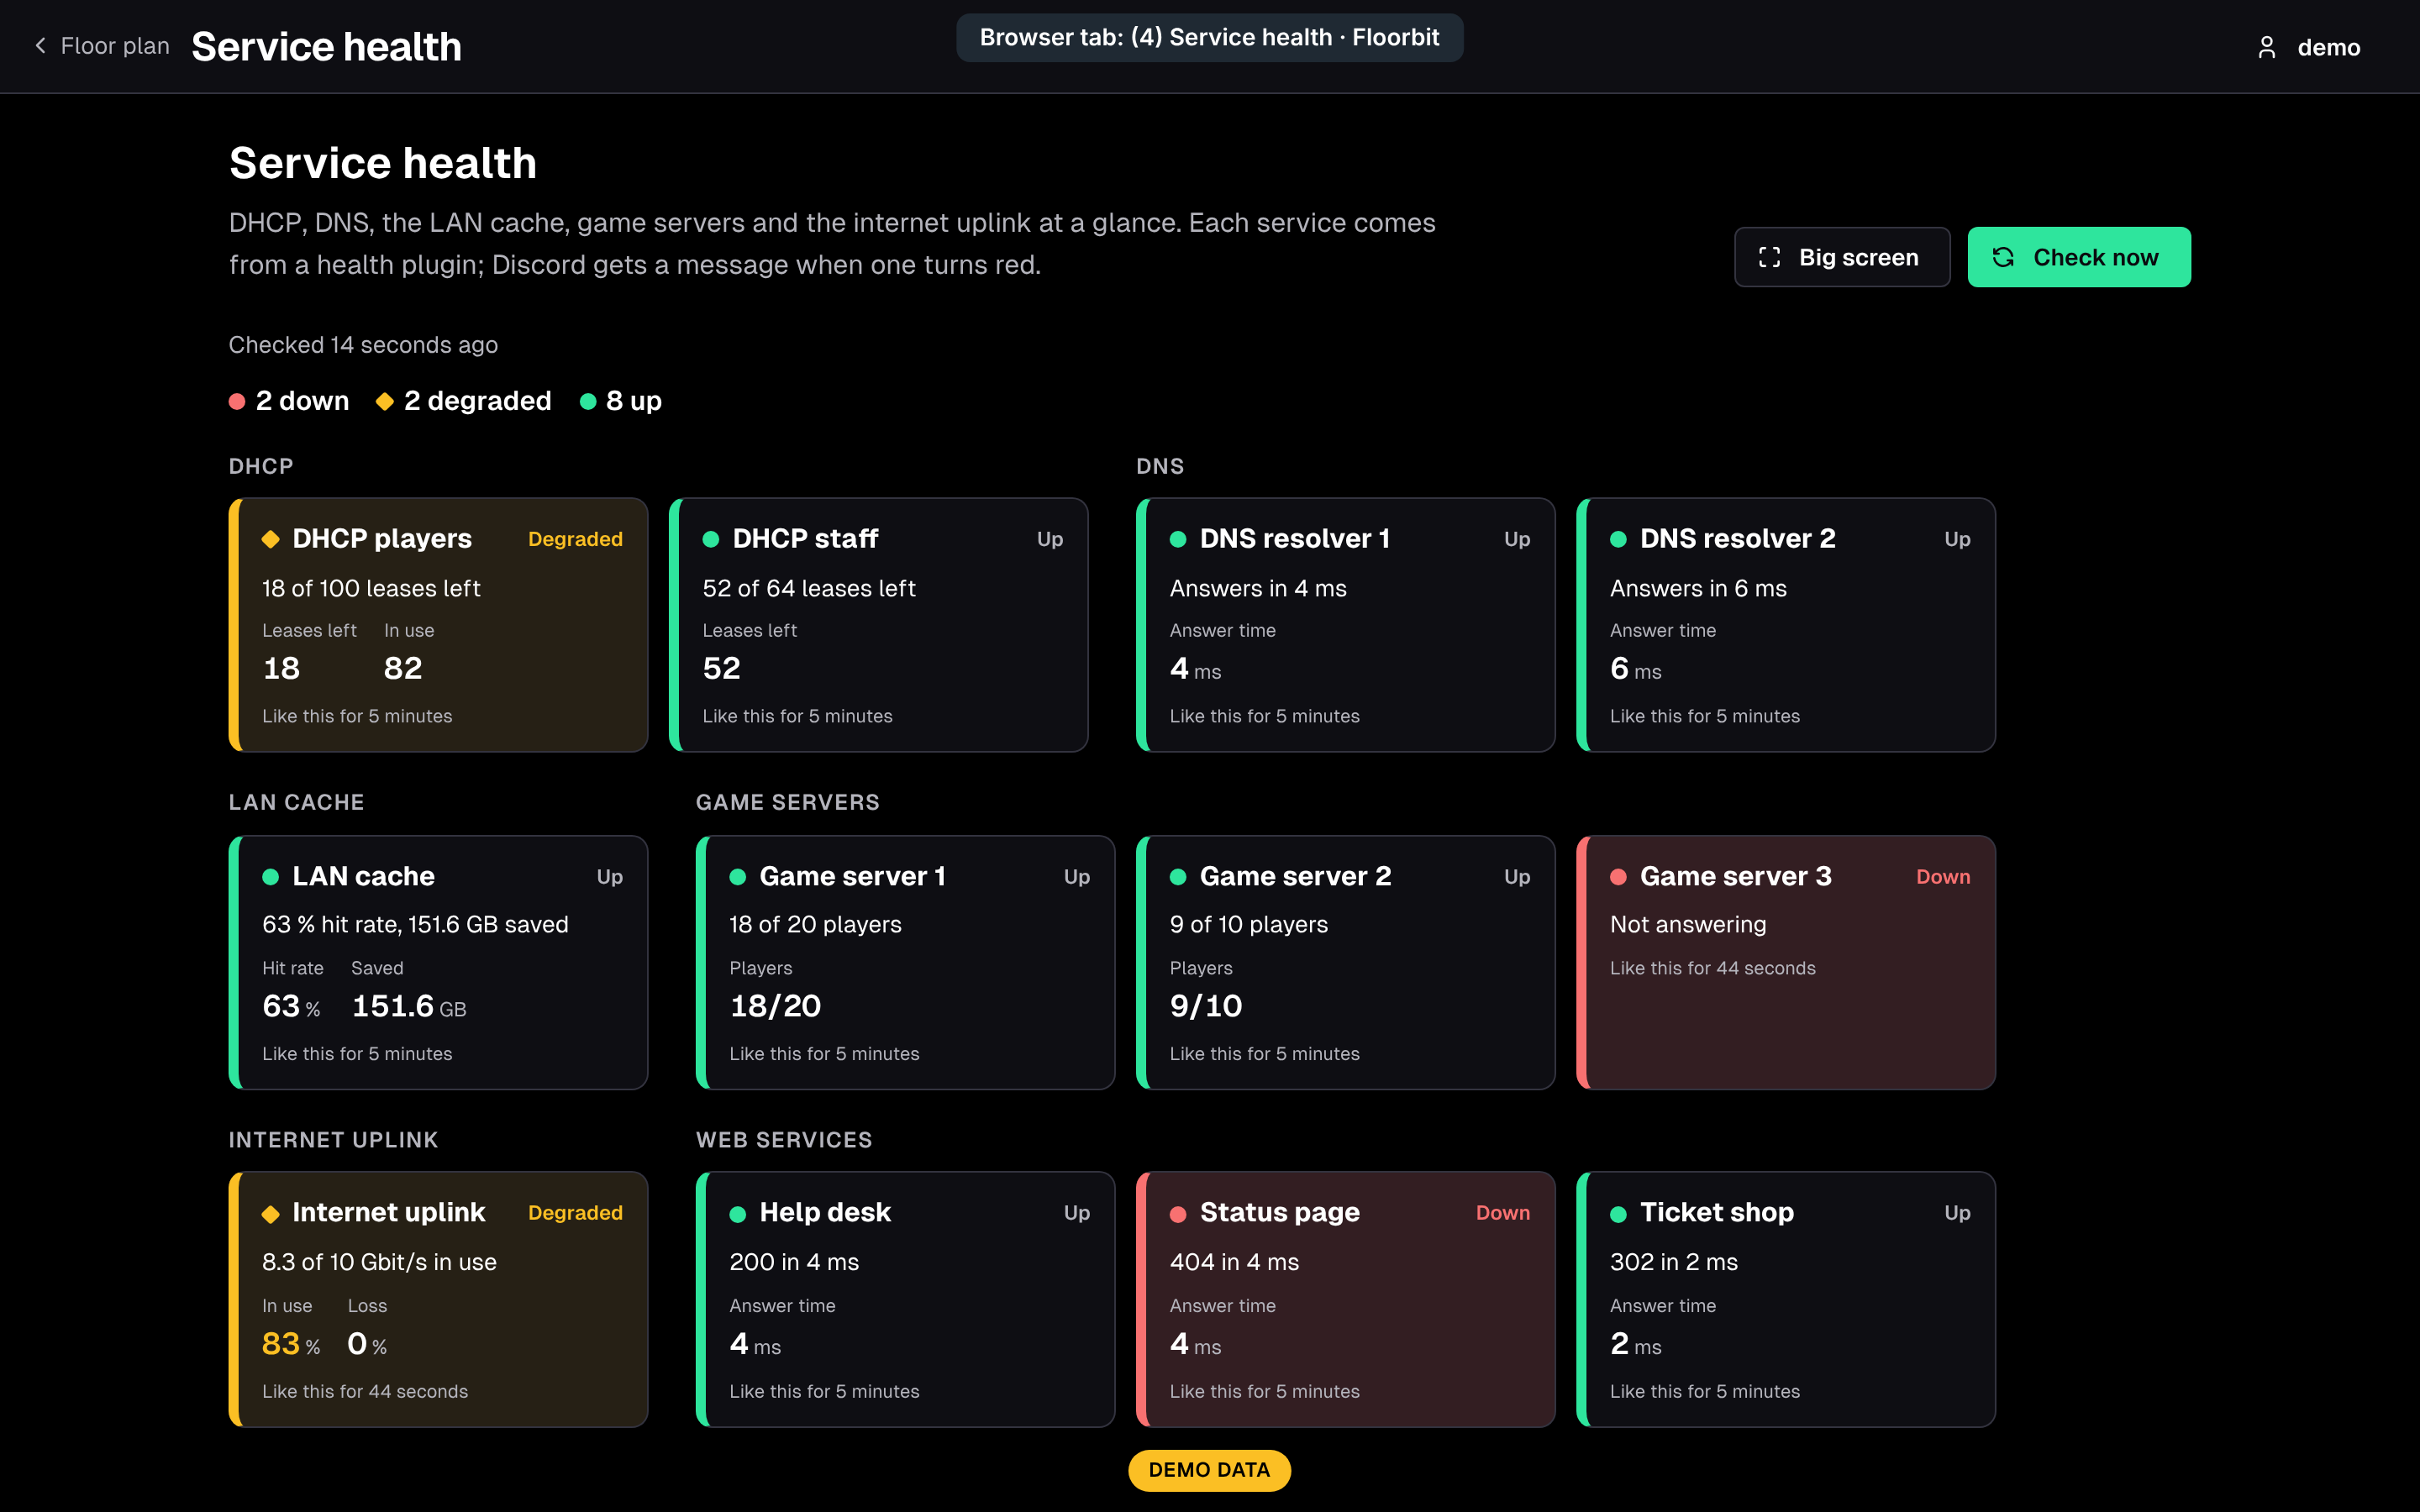 Floor plan
Service health
Browser tab: (4) Service health · Floorbit
demo
Service health
DHCP, DNS, the LAN cache, game servers and the internet uplink at a glance. Each service comes
from a health plugin; Discord gets a message when one turns red.
Big screen
Check now
Checked 14 seconds ago
2 down
2 degraded
8 up
DHCP
DHCP players
Degraded
18 of 100 leases left
Leases left In use
18 82
Like this for 5 minutes
DHCP staff
Up
52 of 64 leases left
Leases left
52
Like this for 5 minutes
DNS
DNS resolver 1
Up
Answers in 4 ms
Answer time
4 ms
Like this for 5 minutes
DNS resolver 2
Up
Answers in 6 ms
Answer time
6 ms
Like this for 5 minutes
LAN CACHE
LAN cache
Up
63 % hit rate, 151.6 GB saved
Hit rate Saved
63 % 151.6 GB
Like this for 5 minutes
GAME SERVERS
Game server 1
Up
18 of 20 players
Players
18/20
Like this for 5 minutes
Game server 2
Up
9 of 10 players
Players
9/10
Like this for 5 minutes
Game server 3
Down
Not answering
Like this for 44 seconds
INTERNET UPLINK
Internet uplink
Degraded
8.3 of 10 Gbit/s in use
In use Loss
83 % 0 %
Like this for 44 seconds
WEB SERVICES
Help desk
Up
200 in 4 ms
Answer time
4 ms
Like this for 5 minutes
Status page
Down
404 in 4 ms
Answer time
4 ms
Like this for 5 minutes
Ticket shop
Up
302 in 2 ms
Answer time
2 ms
Like this for 5 minutes
DEMO DATA